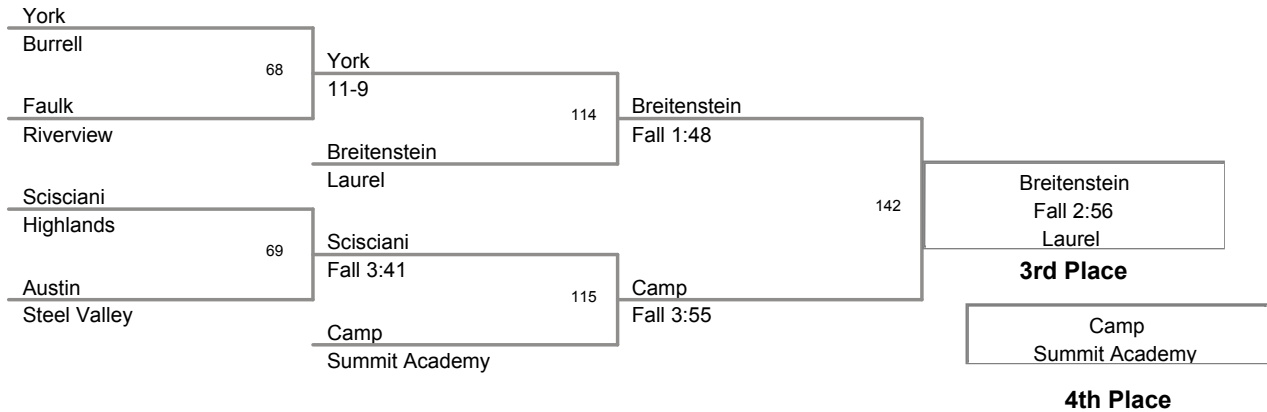 York
Burrell
68
York
11-9
Faulk
Riverview
114
Breitenstein
Fall 1:48
Breitenstein
Laurel
Scisciani
Highlands
142
Breitenstein
Fall 2:56
Laurel
3rd Place
69
Scisciani
Fall 3:41
Austin
Steel Valley
115
Camp
Fall 3:55
Camp
Summit Academy
Camp
Summit Academy
4th Place